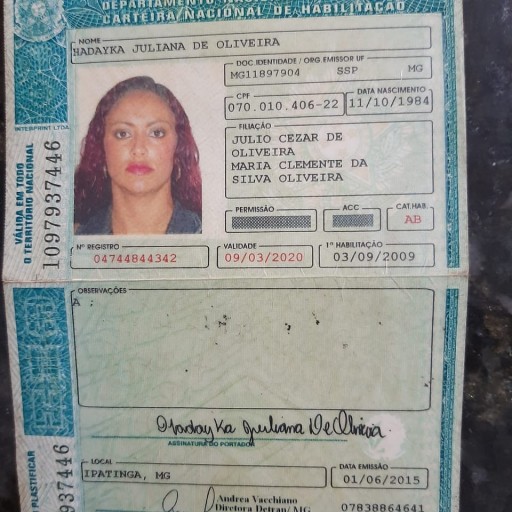 DEPARTAMENTO
CARTEIRA NACIONAL DE HABILITAÇÃO
NOME
HADAYKA JULIANA DE OLIVEIRA
DOC IDENTIDADE / ORG EMISSOR UF
MG11897904 SSP MG
CPF
070.010.406-22
DATA NASCIMENTO
11/10/1984
FILIAÇÃO
JULIO CEZAR DE
OLIVEIRA
MARIA CLEMENTE DA
SILVA OLIVEIRA
PERMISSÃO
ACC
CAT.HAB.
AB
Nº REGISTRO
04744844342
VALIDADE
09/03/2020
1ª HABILITAÇÃO
03/09/2009
INTERPRINT LTDA
VÁLIDA EM TODO
O TERRITÓRIO NACIONAL
1097937446
OBSERVAÇÕES
A ;
Hadayka Juliana De Oliveira
ASSINATURA DO PORTADOR
LOCAL
IPATINGA, MG
DATA EMISSÃO
01/06/2015
Andrea Vacchiano
Diretora Detran/ MG
07838864641
PLASTIFICAR
937446